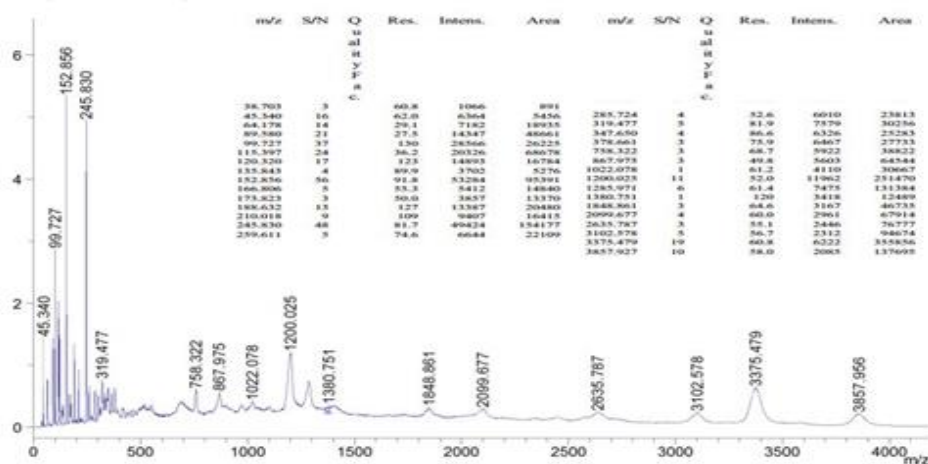 m/z S/N Q Res. Intens. Area m/z S/N Q Res. Intens. Area
u u
al al
it it
y y
F F
a a
c. c.
38.703 3 60.8 1066 891
45.340 16 62.0 6364 5456 285.724 4 52.6 6010 23813
64.178 14 29.1 7182 18935 319.477 5 81.9 7579 30256
89.580 21 27.5 14347 48661 347.650 4 86.6 6326 25283
99.727 37 130 28566 26225 378.661 3 75.9 6467 27733
115.397 24 36.2 20326 68678 758.322 3 68.7 5922 38822
120.320 17 123 14893 16784 867.975 3 49.8 5603 64544
135.843 4 89.9 3702 5276 1022.078 1 61.2 4110 30667
152.856 56 91.8 53284 95391 1200.025 11 52.0 11962 251470
166.806 5 55.3 5412 14840 1285.971 6 61.4 7475 131384
173.823 3 50.0 3857 13370 1380.751 1 120 3418 12489
188.632 13 127 13387 20480 1848.861 3 64.6 3167 46735
210.018 9 109 9407 16415 2099.677 4 60.0 2961 67914
245.830 48 81.7 49424 154177 2635.787 3 55.1 2446 76777
259.611 5 74.6 6644 22109 3102.578 5 56.7 2312 94674
3375.479 19 60.8 6222 355856
3857.927 10 58.0 2085 137695
6
4
2
0
45.340
99.727
152.856
245.830
319.477
758.322
867.975
1022.078
1200.025
1380.751
1848.861
2099.677
2635.787
3102.578
3375.479
3857.956
0 500 1000 1500 2000 2500 3000 3500 4000
m/z